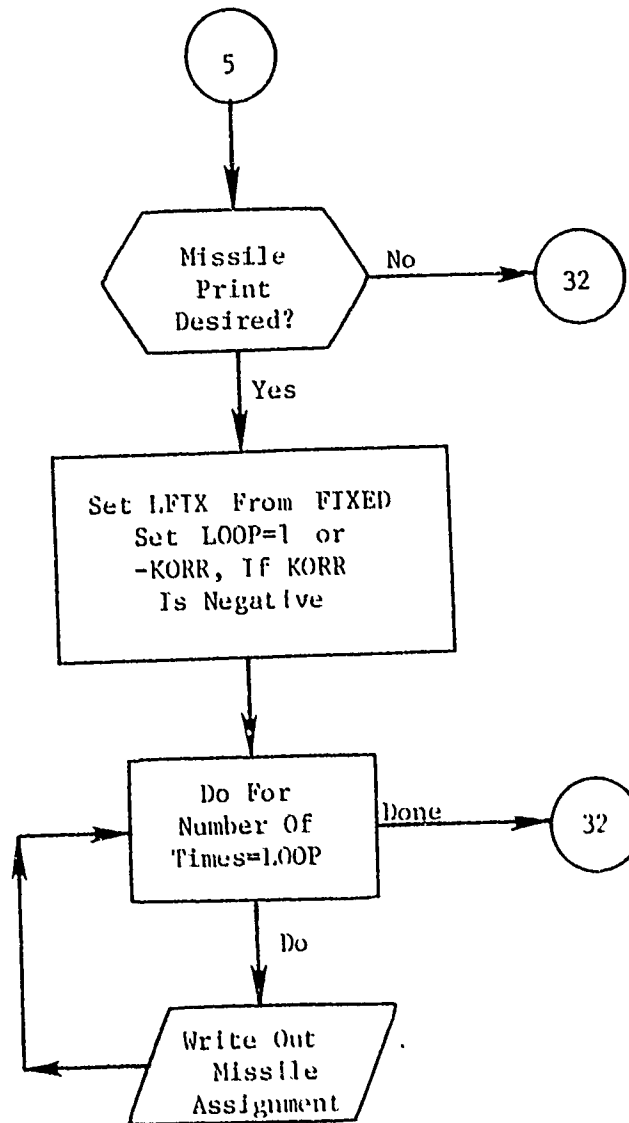 5
Missile
Print
Desired?
No
32
Yes
Set LFIX From FIXED
Set LOOP=1 or
-KORR, If KORR
Is Negative
Do For
Number Of
Times=LOOP
Done
32
Do
Write Out
Missile
Assignment